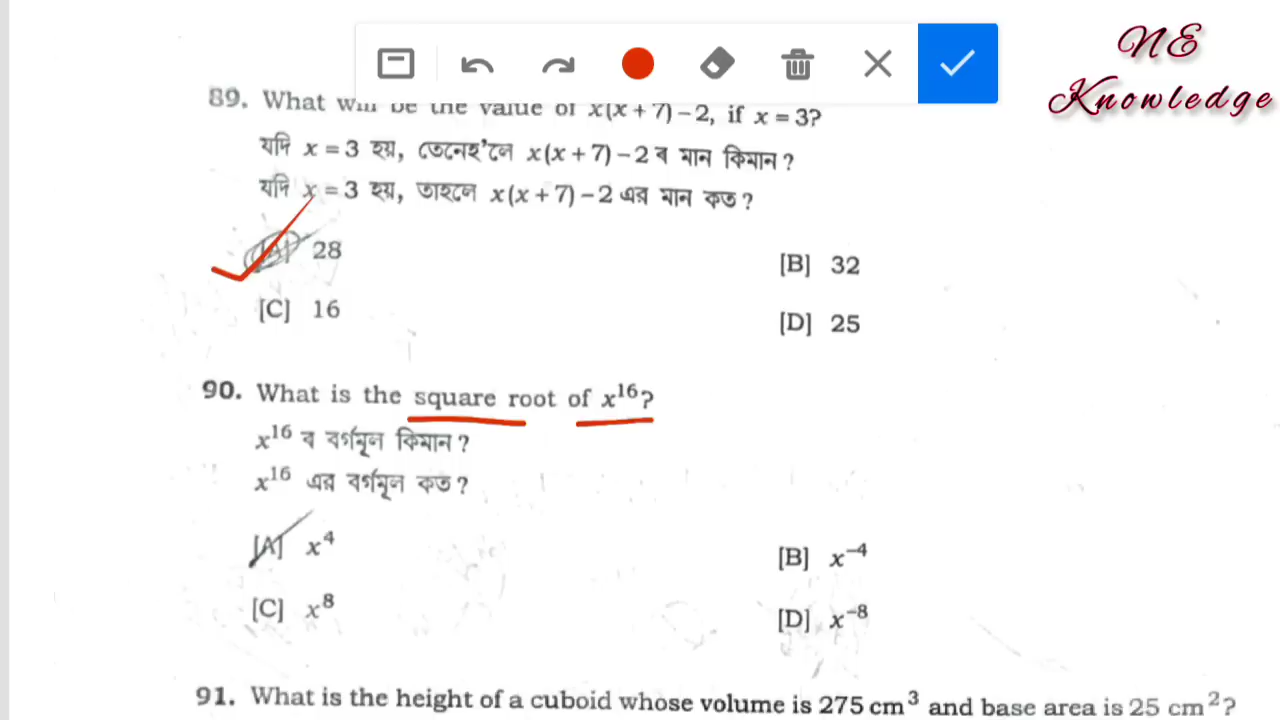 NE
Knowledge
89. What will be the value of x(x + 7) – 2, if x = 3?
যদি x = 3 হয়, তেনেহ'লে x(x + 7) – 2 ৰ মান কিমান ?
যদি x = 3 হয়, তাহলে x(x + 7) – 2 এর মান কত ?
[A] 28
[B] 32
[C] 16
[D] 25
90. What is the square root of x¹⁶?
x¹⁶ ৰ বৰ্গমূল কিমান ?
x¹⁶ এর বর্গমূল কত ?
[A] x⁴
[B] x⁻⁴
[C] x⁸
[D] x⁻⁸
91. What is the height of a cuboid whose volume is 275 cm³ and base area is 25 cm²?